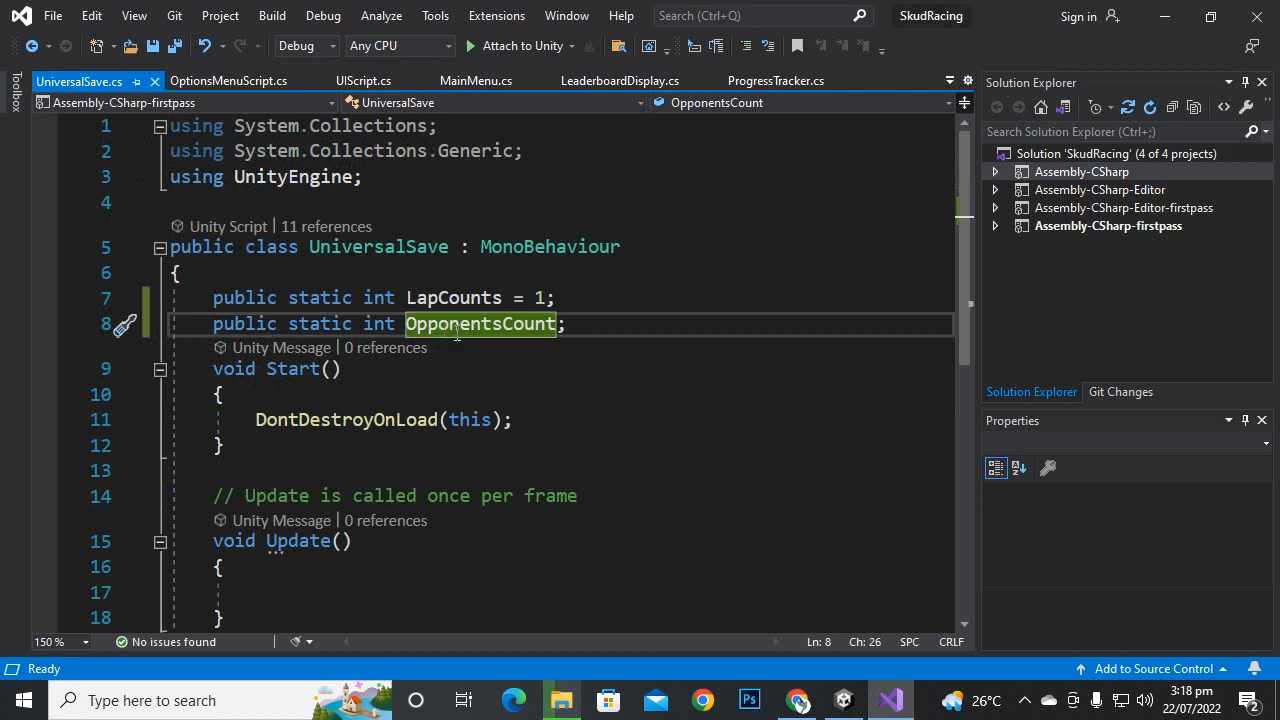 File Edit View Git Project Build Debug Analyze Tools Extensions Window Help Search (Ctrl+Q) SkudRacing Sign in
Debug Any CPU Attach to Unity
Toolbox
UniversalSave.cs OptionsMenuScript.cs UIScript.cs MainMenu.cs LeaderboardDisplay.cs ProgressTracker.cs
Assembly-CSharp-firstpass UniversalSave OpponentsCount
1 using System.Collections;
2 using System.Collections.Generic;
3 using UnityEngine;
4
Unity Script | 11 references
5 public class UniversalSave : MonoBehaviour
6 {
7 public static int LapCounts = 1;
8 public static int OpponentsCount;
Unity Message | 0 references
9 void Start()
10 {
11 DontDestroyOnLoad(this);
12 }
13
14 // Update is called once per frame
Unity Message | 0 references
15 void Update()
16 {
17
18 }
150 % No issues found Ln: 8 Ch: 26 SPC CRLF
Solution Explorer
Search Solution Explorer (Ctrl+;)
Solution 'SkudRacing' (4 of 4 projects)
Assembly-CSharp
Assembly-CSharp-Editor
Assembly-CSharp-Editor-firstpass
Assembly-CSharp-firstpass
Solution Explorer Git Changes
Properties
Ready Add to Source Control
Type here to search Ps 26°C 3:18 pm
22/07/2022 2